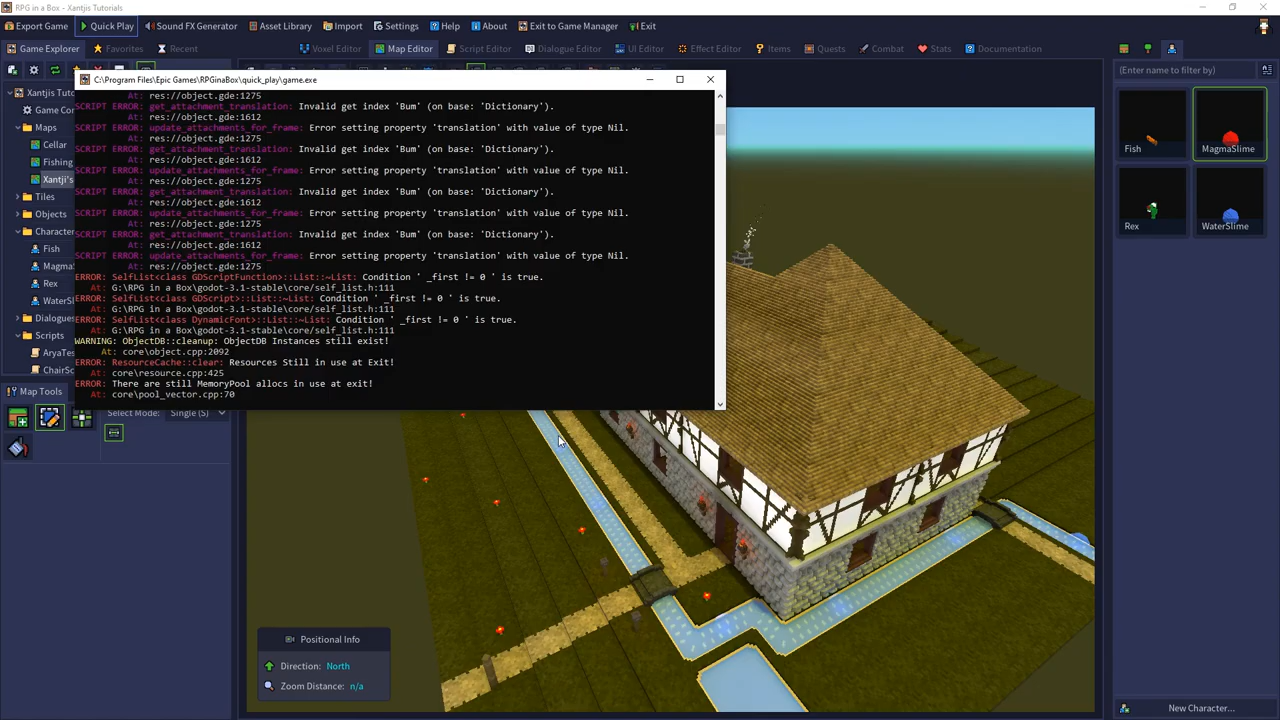 RPG in a Box - Xantjis Tutorials
Export Game
Quick Play
Sound FX Generator
Asset Library
Import
Settings
Help
About
Exit to Game Manager
Exit
Game Explorer
Favorites
Recent
Voxel Editor
Map Editor
Script Editor
Dialogue Editor
UI Editor
Effect Editor
Items
Quests
Combat
Stats
Documentation
C:\Program Files\Epic Games\RPGinaBox\quick_play\game.exe
At: res://object.gde:1275
SCRIPT ERROR: get_attachment_translation: Invalid get index 'Bum' (on base: 'Dictionary').
At: res://object.gde:1612
SCRIPT ERROR: update_attachments_for_frame: Error setting property 'translation' with value of type Nil.
At: res://object.gde:1275
SCRIPT ERROR: get_attachment_translation: Invalid get index 'Bum' (on base: 'Dictionary').
At: res://object.gde:1612
SCRIPT ERROR: update_attachments_for_frame: Error setting property 'translation' with value of type Nil.
At: res://object.gde:1275
SCRIPT ERROR: get_attachment_translation: Invalid get index 'Bum' (on base: 'Dictionary').
At: res://object.gde:1612
SCRIPT ERROR: update_attachments_for_frame: Error setting property 'translation' with value of type Nil.
At: res://object.gde:1275
SCRIPT ERROR: get_attachment_translation: Invalid get index 'Bum' (on base: 'Dictionary').
At: res://object.gde:1612
SCRIPT ERROR: update_attachments_for_frame: Error setting property 'translation' with value of type Nil.
At: res://object.gde:1275
ERROR: SelfList<class GDScriptFunction>::List::~List: Condition ' _first != 0 ' is true.
At: G:\RPG in a Box\godot-3.1-stable\core/self_list.h:111
ERROR: SelfList<class GDScript>::List::~List: Condition ' _first != 0 ' is true.
At: G:\RPG in a Box\godot-3.1-stable\core/self_list.h:111
ERROR: SelfList<class DynamicFont>::List::~List: Condition ' _first != 0 ' is true.
At: G:\RPG in a Box\godot-3.1-stable\core/self_list.h:111
WARNING: ObjectDB::cleanup: ObjectDB Instances still exist!
At: core\object.cpp:2092
ERROR: ResourceCache::clear: Resources Still in use at Exit!
At: core\resource.cpp:425
ERROR: There are still MemoryPool allocs in use at exit!
At: core\pool_vector.cpp:70
Xantjis Tu
Game Co
Maps
Cellar
Fishing
Xantji's
Tiles
Objects
Character
Fish
Magma
Rex
WaterS
Dialogue
Scripts
AryaTes
ChairSc
Map Tools
Select Mode:
Single (S)
Positional Info
Direction: North
Zoom Distance: n/a
(Enter name to filter by)
Fish
MagmaSlime
Rex
WaterSlime
New Character...